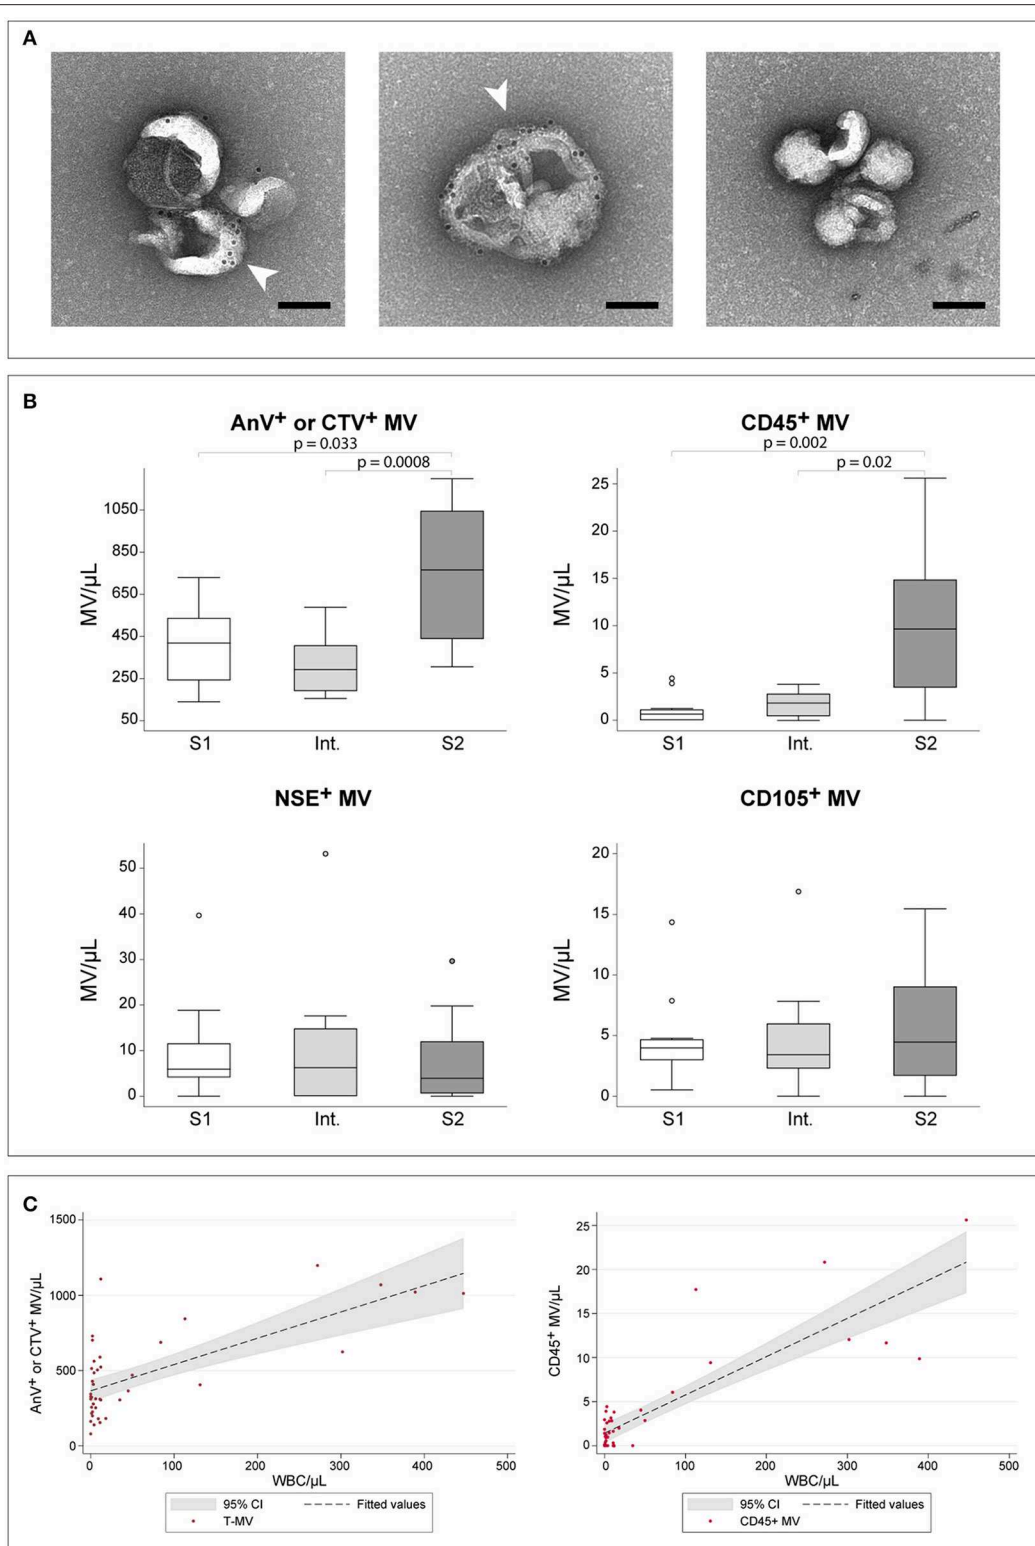 A
B
AnV+ or CTV+ MV
p = 0.033
p = 0.0008
MV/µL
1050
850
650
450
250
50
S1 Int. S2
CD45+ MV
p = 0.002
p = 0.02
MV/µL
25
20
15
10
5
0
S1 Int. S2
NSE+ MV
MV/µL
50
40
30
20
10
0
S1 Int. S2
CD105+ MV
MV/µL
20
15
10
5
0
S1 Int. S2
C
AnV+ or CTV+ MV/µL
1500
1000
500
0
0 100 200 300 400 500
WBC/µL
95% CI Fitted values
T-MV
CD45+ MV/µL
25
20
15
10
5
0
0 100 200 300 400 500
WBC/µL
95% CI Fitted values
CD45+ MV